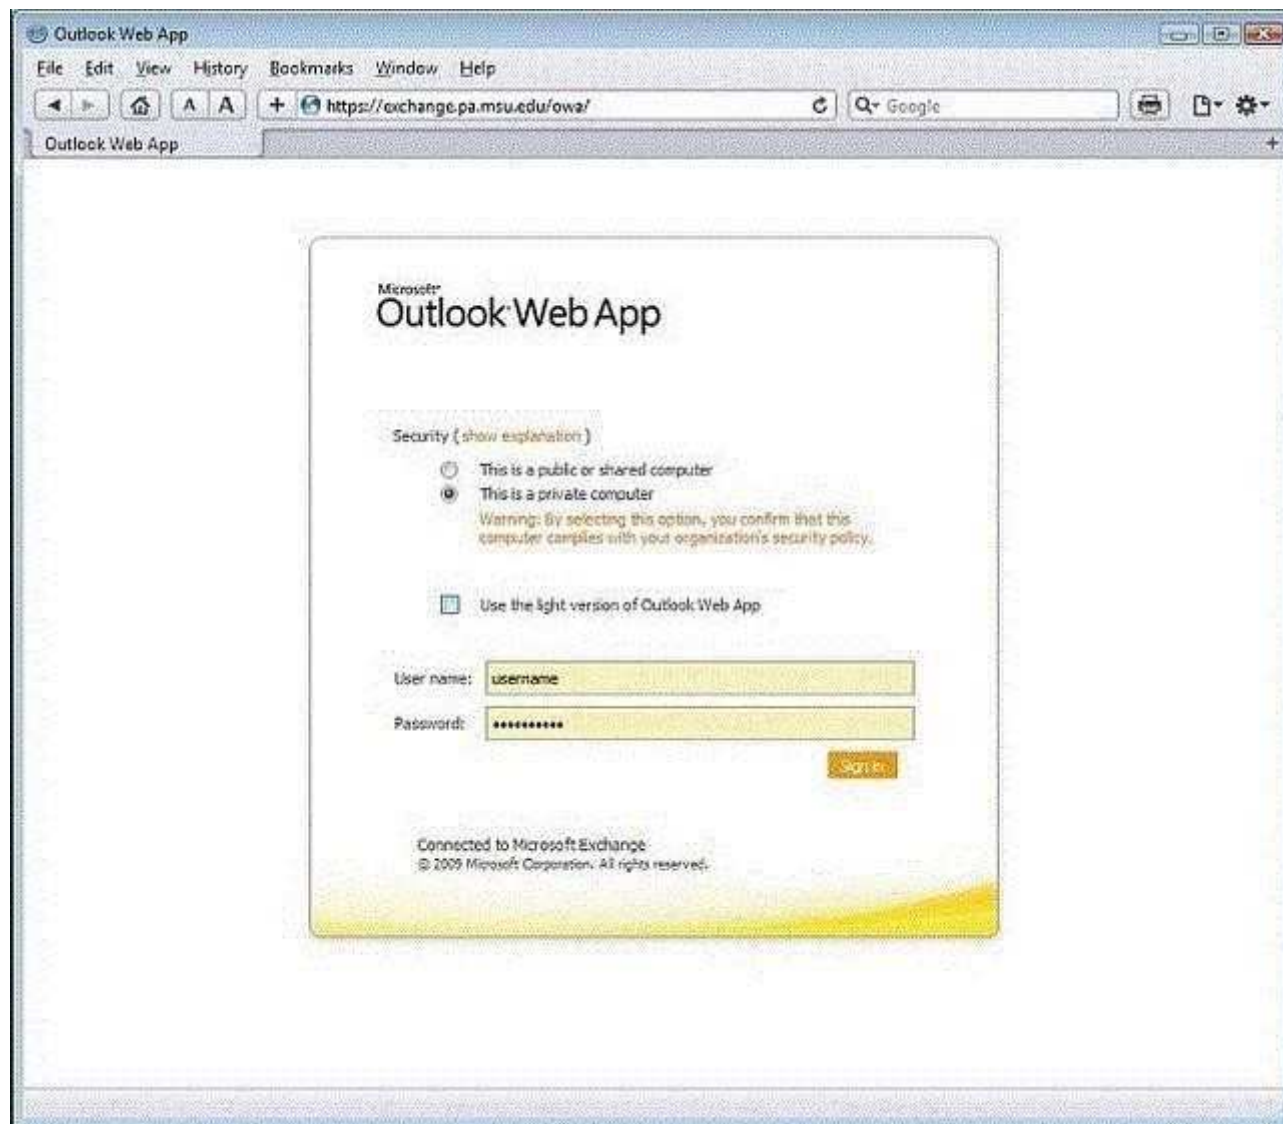 Outlook Web App
File Edit View History Bookmarks Window Help
A A + https://exchange.pa.msu.edu/owa/ Google
Outlook Web App +
Microsoft
Outlook Web App
Security ( show explanation )
This is a public or shared computer
This is a private computer
Warning: By selecting this option, you confirm that this
computer complies with your organization's security policy.
Use the light version of Outlook Web App
User name: username
Password: ••••••••••
Sign in
Connected to Microsoft Exchange
© 2009 Microsoft Corporation. All rights reserved.